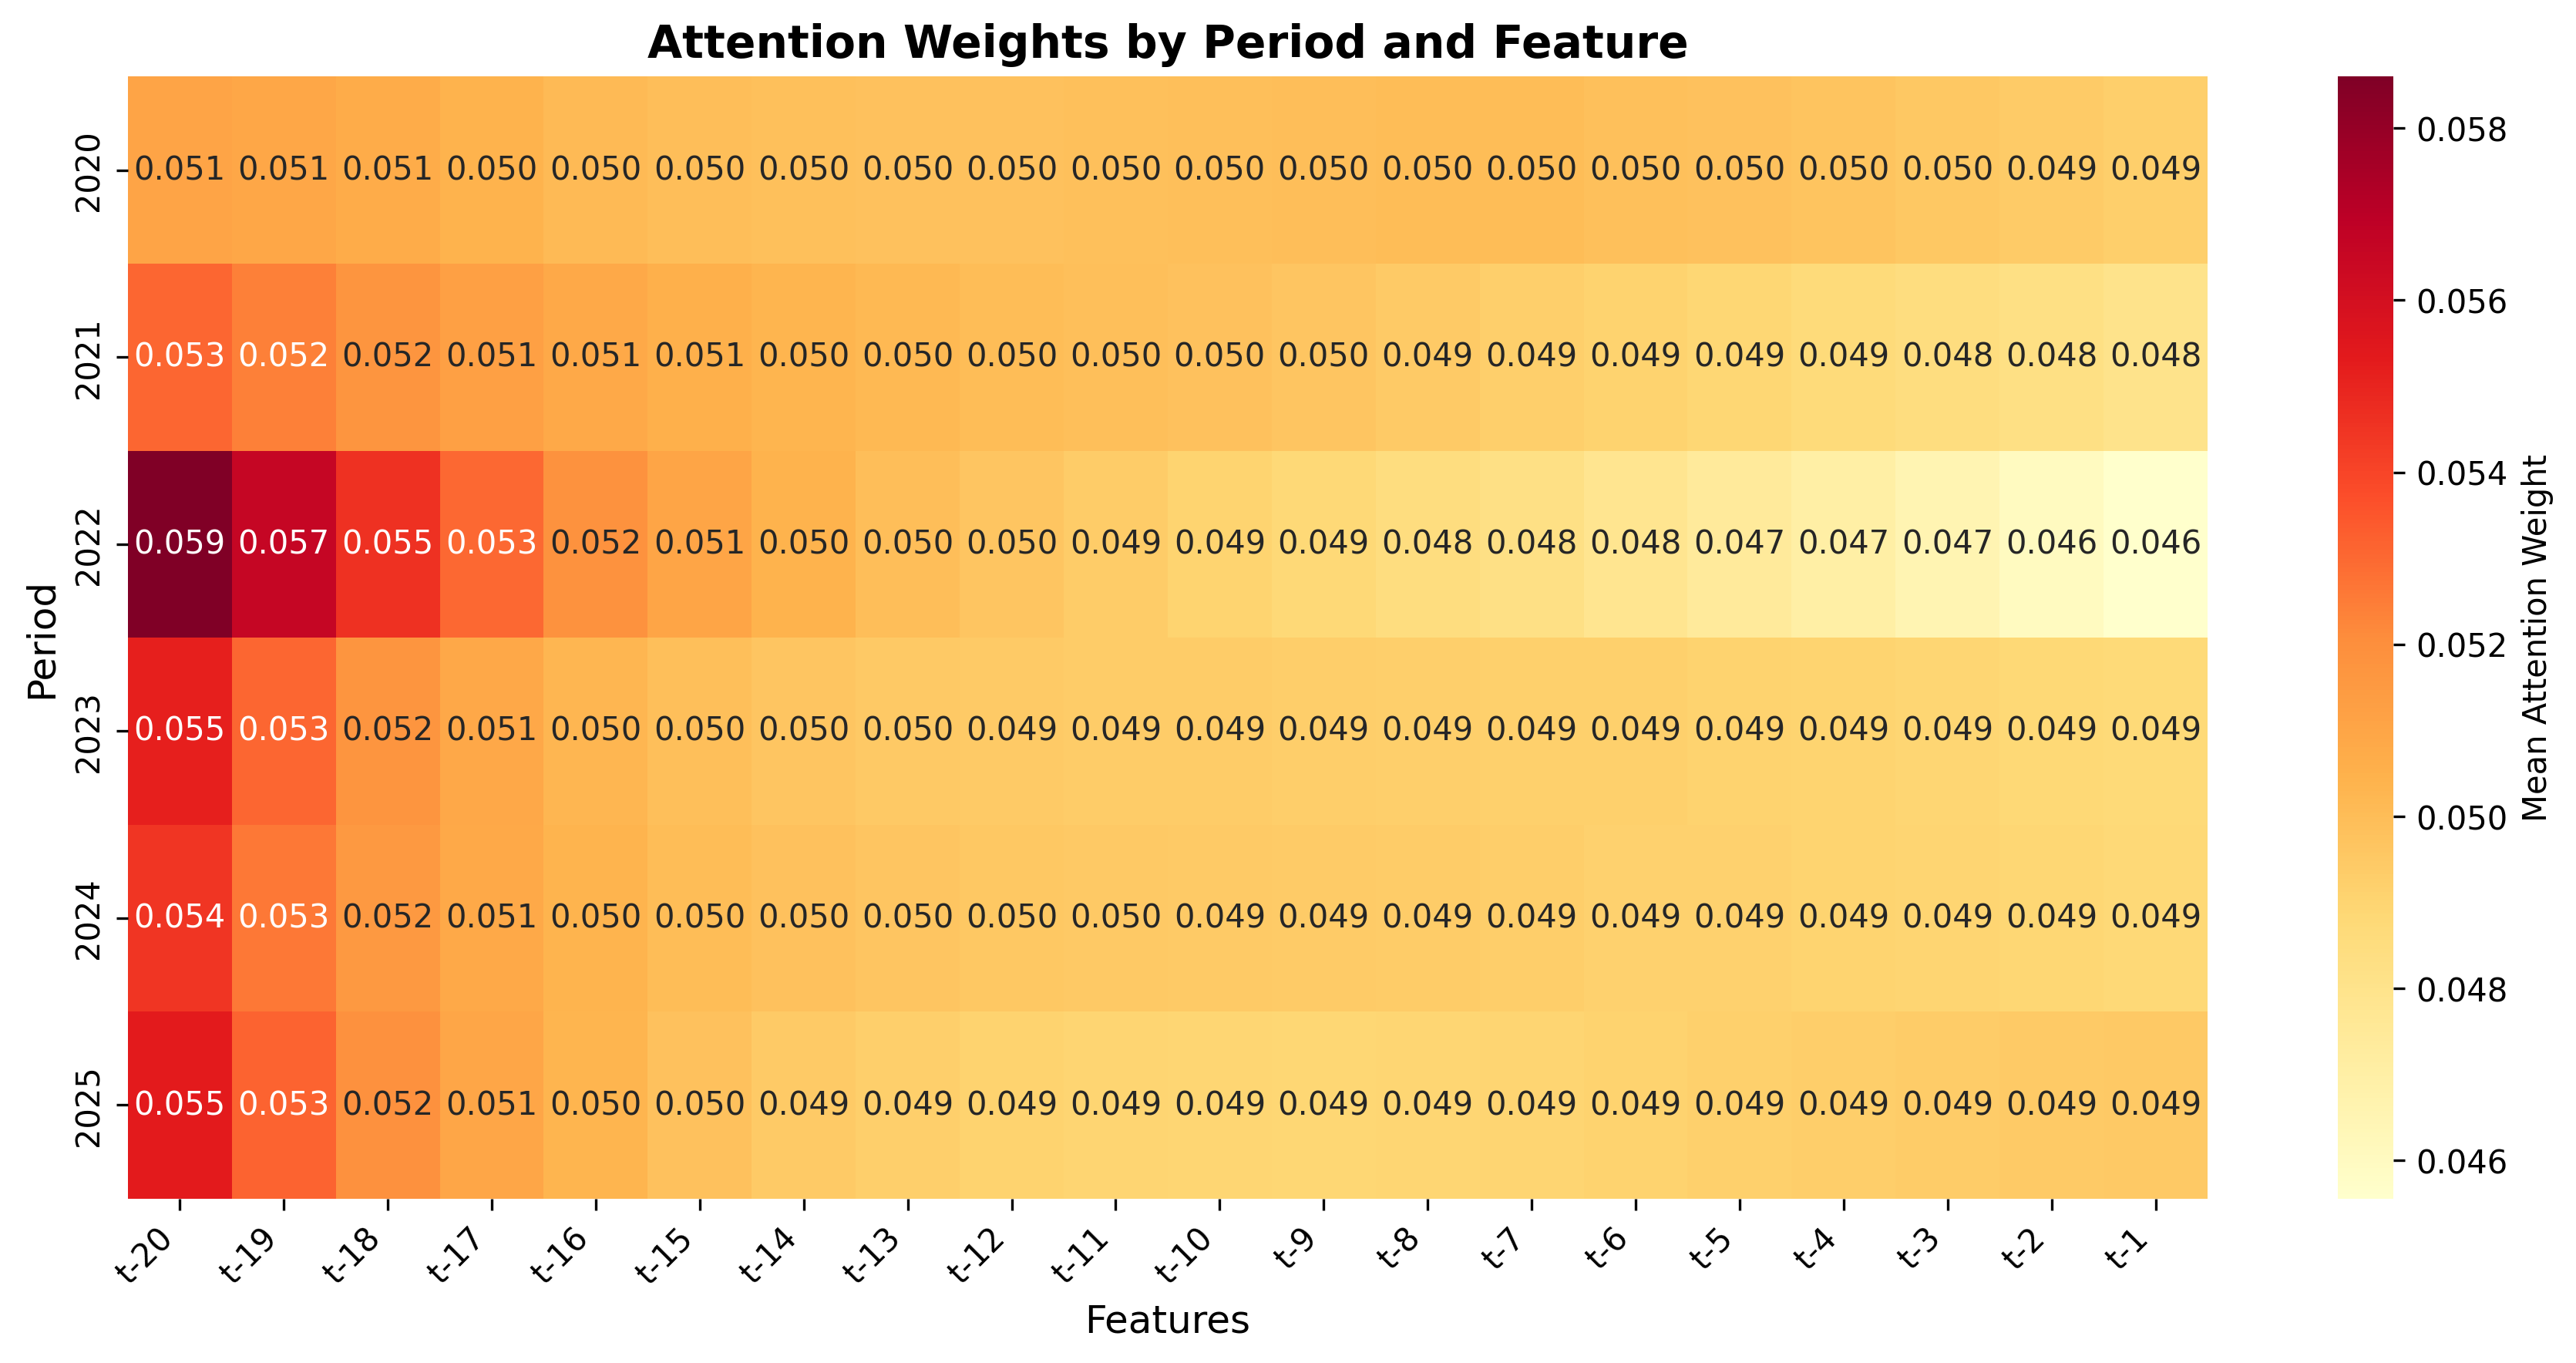 Attention Weights by Period and Feature
Period
2020
0.051 0.051 0.051 0.050 0.050 0.050 0.050 0.050 0.050 0.050 0.050 0.050 0.050 0.050 0.050 0.050 0.050 0.050 0.049 0.049
2021
0.053 0.052 0.052 0.051 0.051 0.051 0.050 0.050 0.050 0.050 0.050 0.050 0.049 0.049 0.049 0.049 0.049 0.048 0.048 0.048
2022
0.059 0.057 0.055 0.053 0.052 0.051 0.050 0.050 0.050 0.049 0.049 0.049 0.048 0.048 0.048 0.047 0.047 0.047 0.046 0.046
2023
0.055 0.053 0.052 0.051 0.050 0.050 0.050 0.050 0.049 0.049 0.049 0.049 0.049 0.049 0.049 0.049 0.049 0.049 0.049 0.049
2024
0.054 0.053 0.052 0.051 0.050 0.050 0.050 0.050 0.050 0.050 0.049 0.049 0.049 0.049 0.049 0.049 0.049 0.049 0.049 0.049
2025
0.055 0.053 0.052 0.051 0.050 0.050 0.049 0.049 0.049 0.049 0.049 0.049 0.049 0.049 0.049 0.049 0.049 0.049 0.049 0.049
t-20 t-19 t-18 t-17 t-16 t-15 t-14 t-13 t-12 t-11 t-10 t-9 t-8 t-7 t-6 t-5 t-4 t-3 t-2 t-1
Features
0.058
0.056
0.054
0.052
0.050
0.048
0.046
Mean Attention Weight